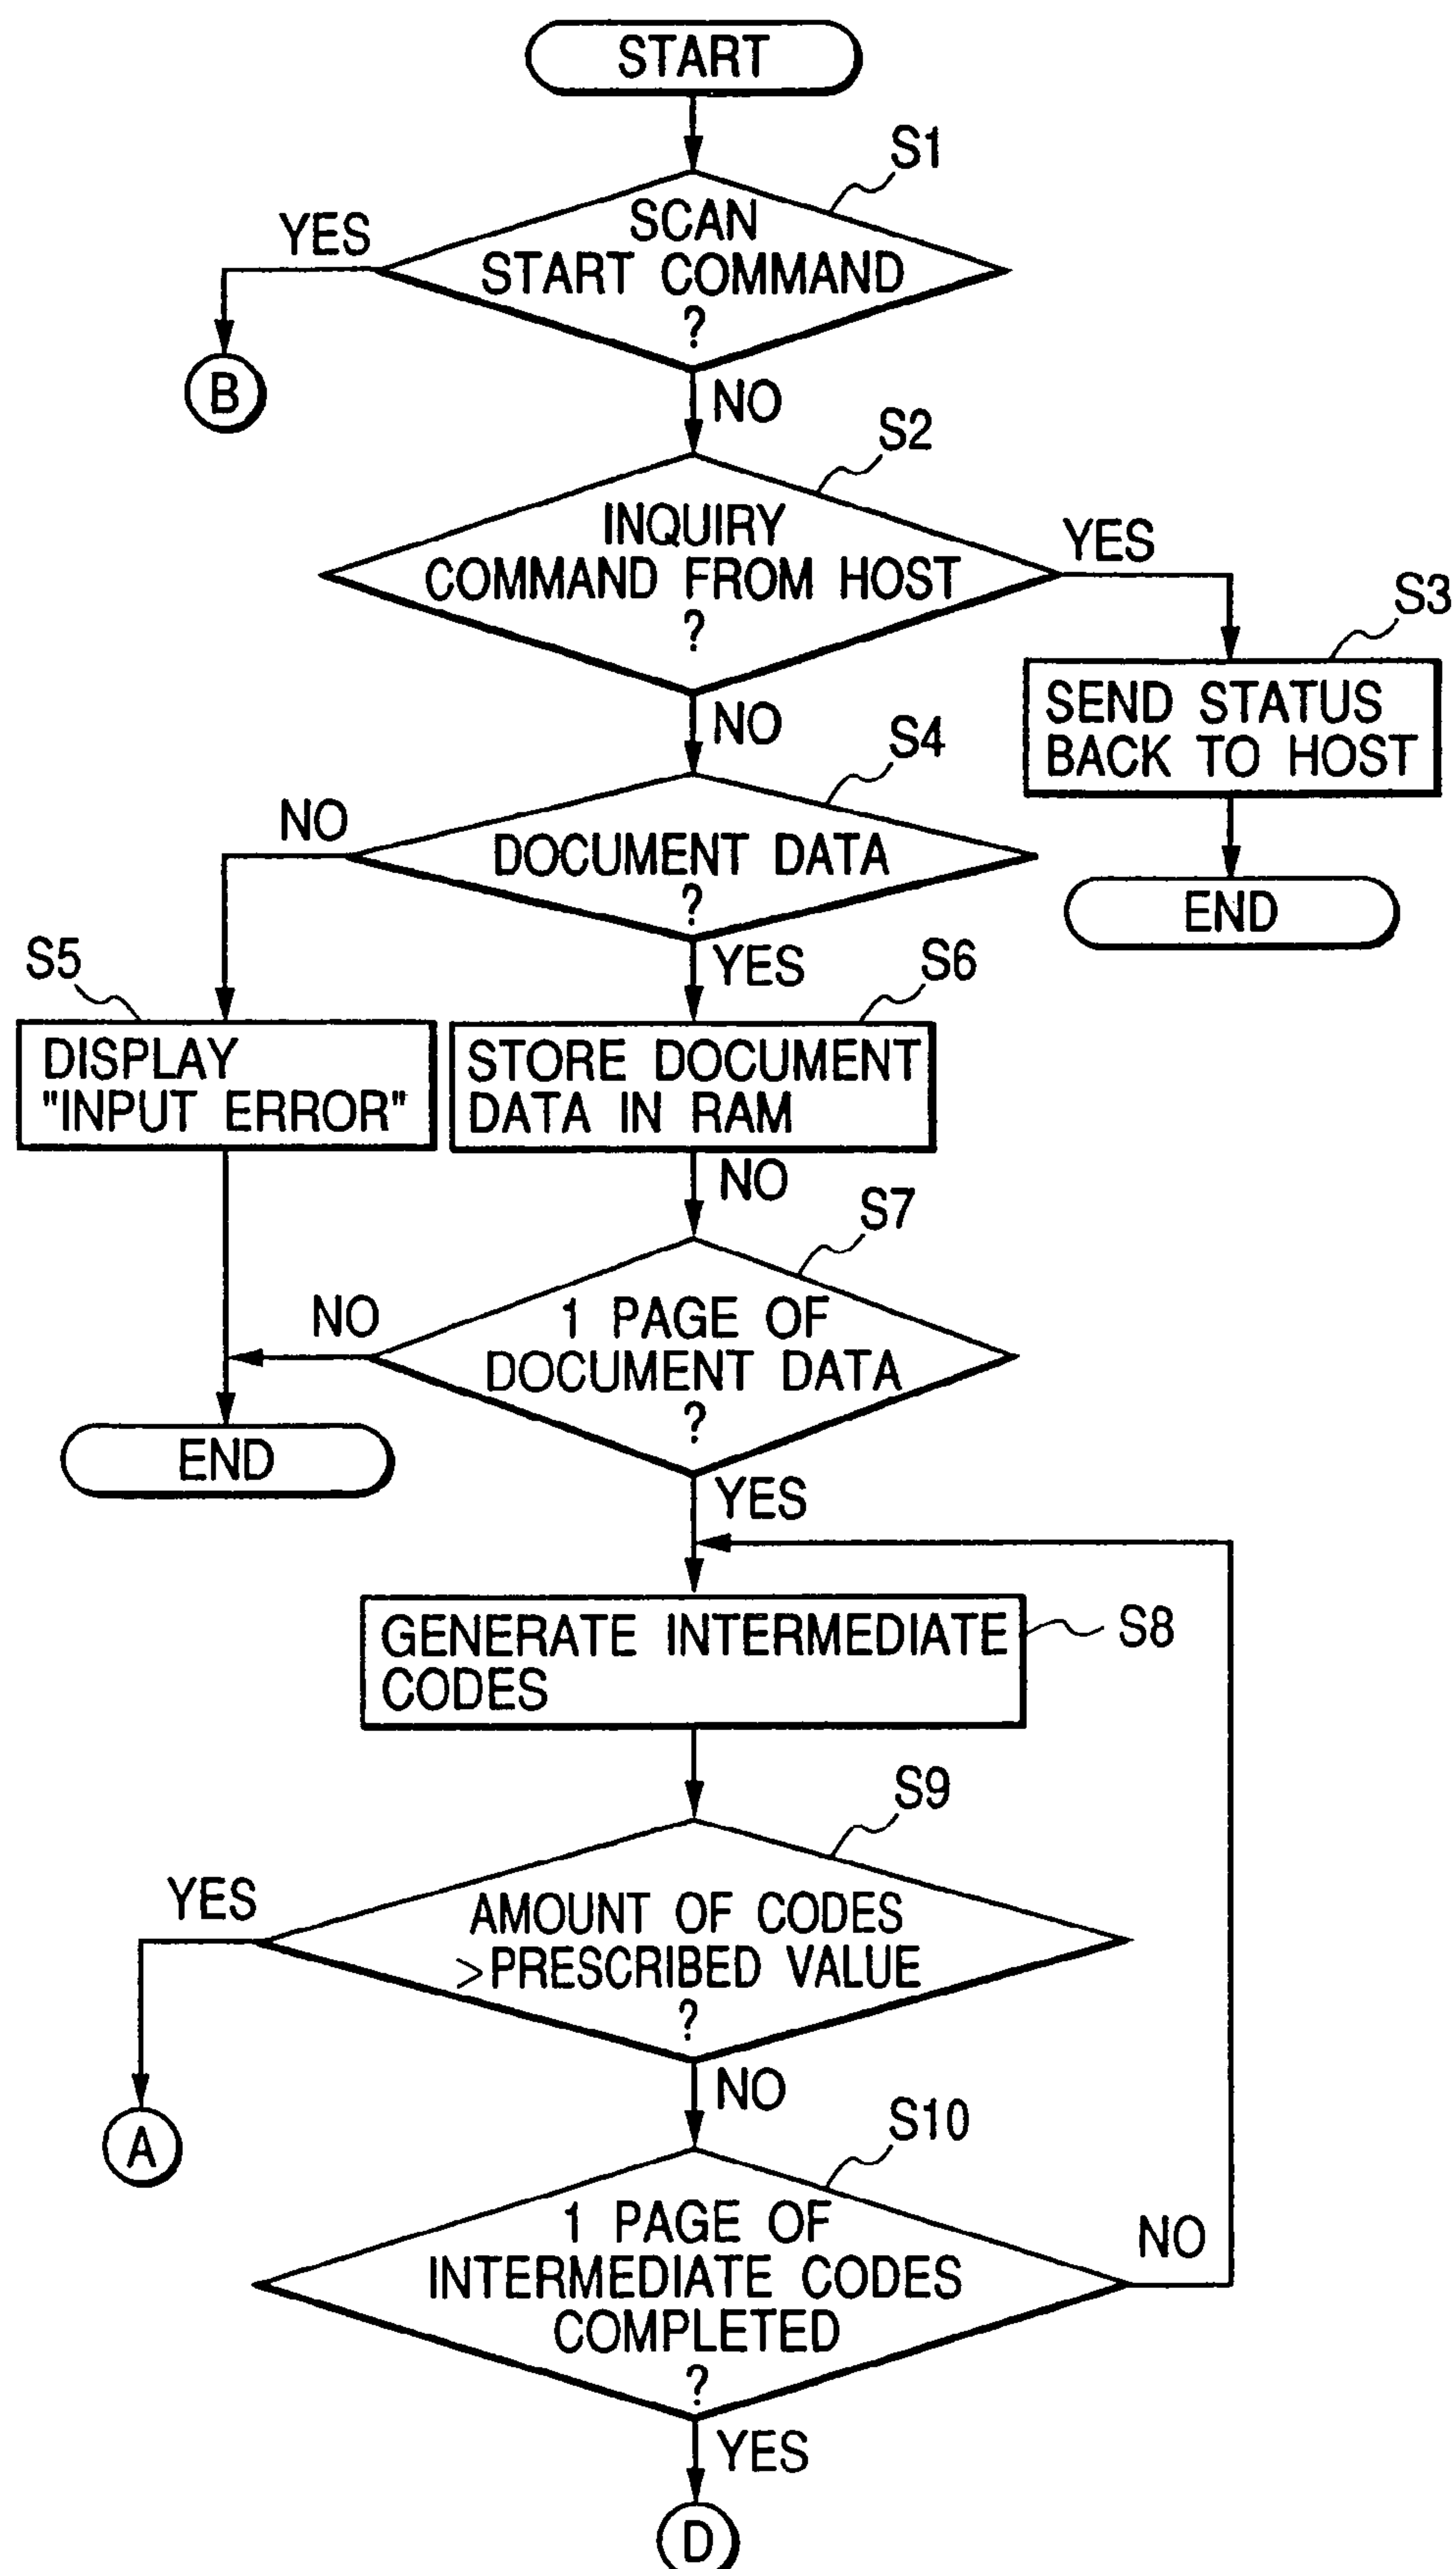 START
S1
YES
SCAN
START COMMAND
?
B
NO
S2
INQUIRY
COMMAND FROM HOST
?
YES
S3
SEND STATUS
BACK TO HOST
END
NO
S4
NO
DOCUMENT DATA
?
YES
S5
DISPLAY
"INPUT ERROR"
S6
STORE DOCUMENT
DATA IN RAM
NO
S7
NO
1 PAGE OF
DOCUMENT DATA
?
END
YES
GENERATE INTERMEDIATE
CODES
S8
S9
YES
AMOUNT OF CODES
>PRESCRIBED VALUE
?
A
NO
S10
1 PAGE OF
INTERMEDIATE CODES
COMPLETED
?
NO
YES
D